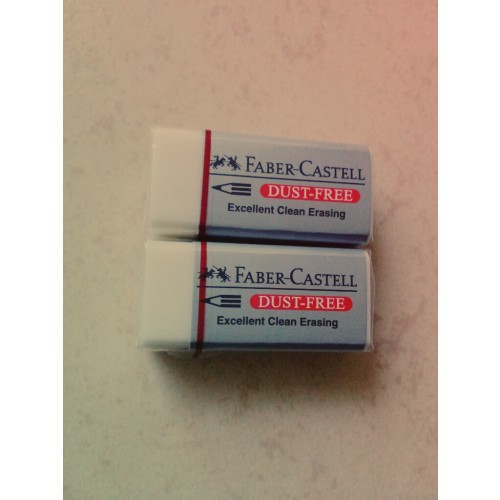 FABER-CASTELL
DUST-FREE
Excellent Clean Erasing
FABER-CASTELL
DUST-FREE
Excellent Clean Erasing